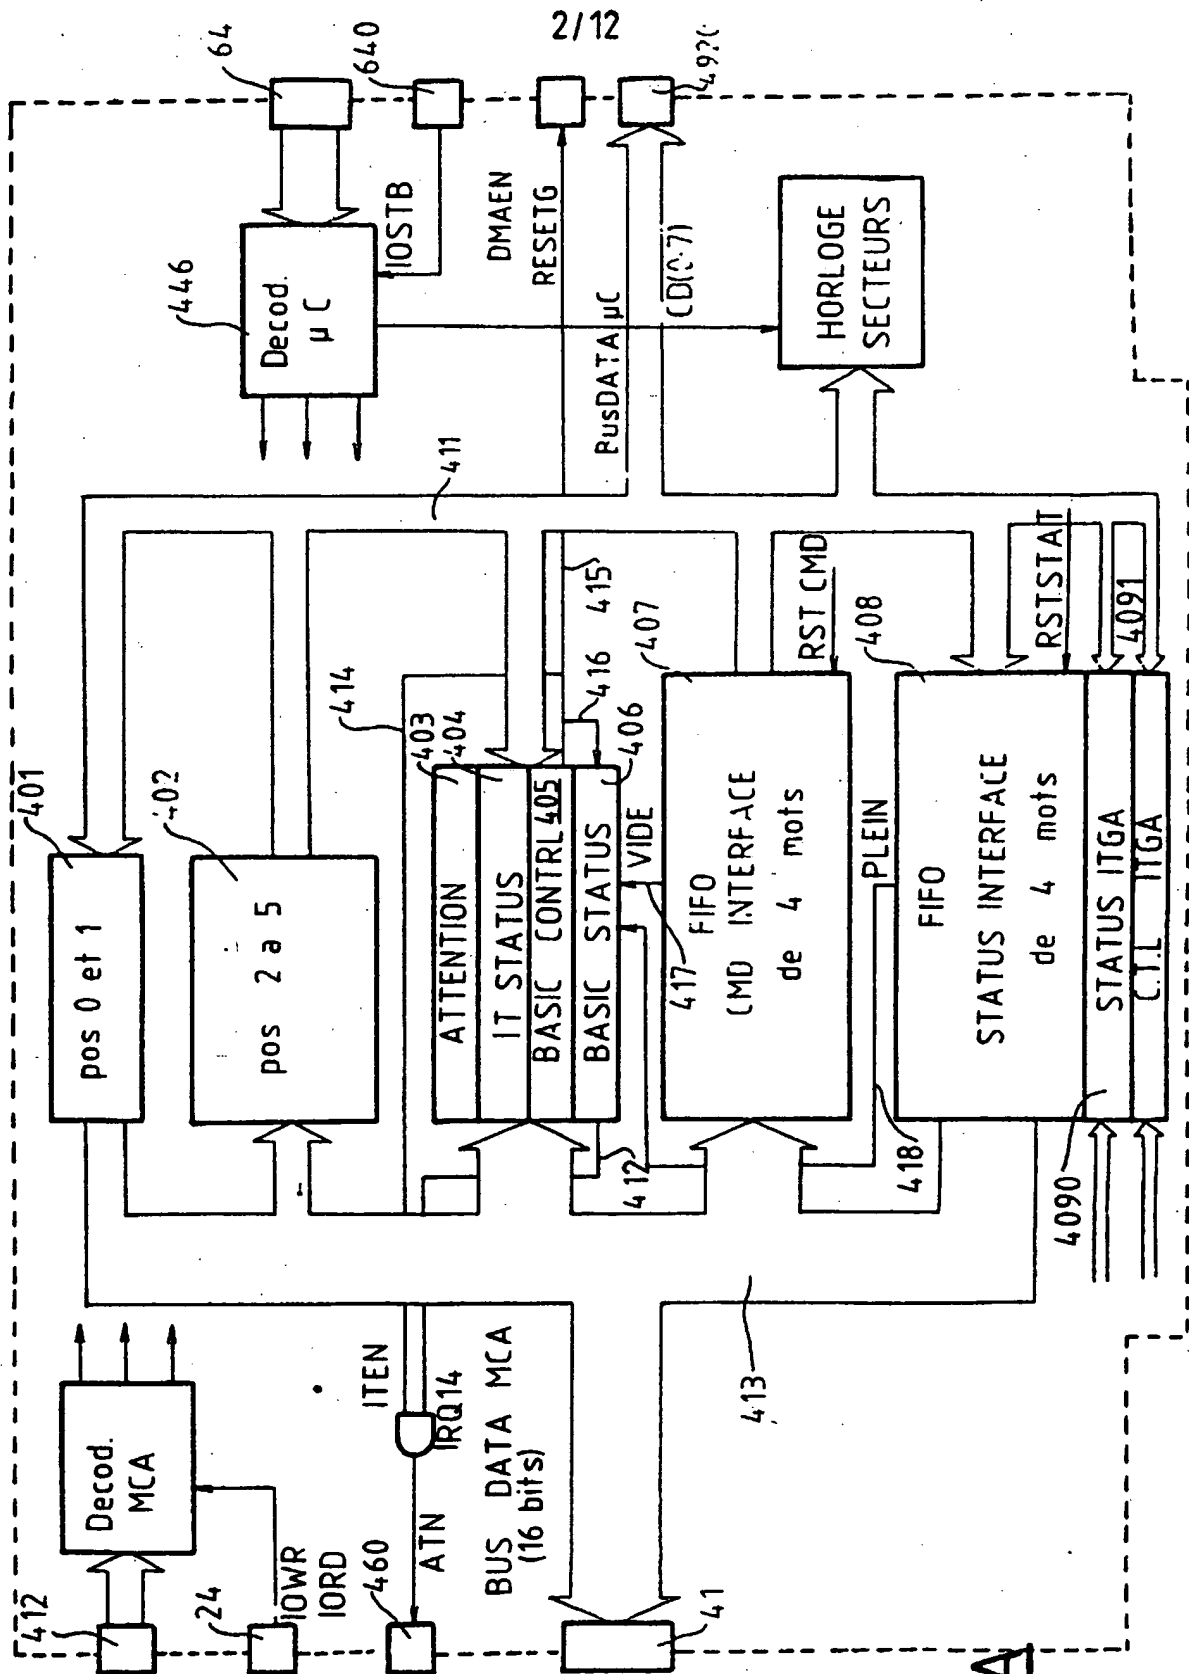 2/12
64
640
492
446
Decod.
µ C
IOSTB
DMAEN
RESETG
BusDATA µC
CD(0-7)
HORLOGE
SECTEURS
411
401
pos 0 et 1
402
pos 2 a 5
414
403
404
ATTENTION
IT STATUS
BASIC CONTRL 405
BASIC STATUS
415
416
406
407
VIDE
417
RST CMD
FIFO
CMD INTERFACE
de 4 mots
408
PLEIN
418
RSTSTAIT
FIFO
STATUS INTERFACE
de 4 mots
4091
STATUS ITGA
C.T.L ITGA
4090
412
413
Decod.
MCA
412
24
IOWR
IORD
ITEN
IRQ14
ATN
460
BUS DATA MCA
(16 bits)
41